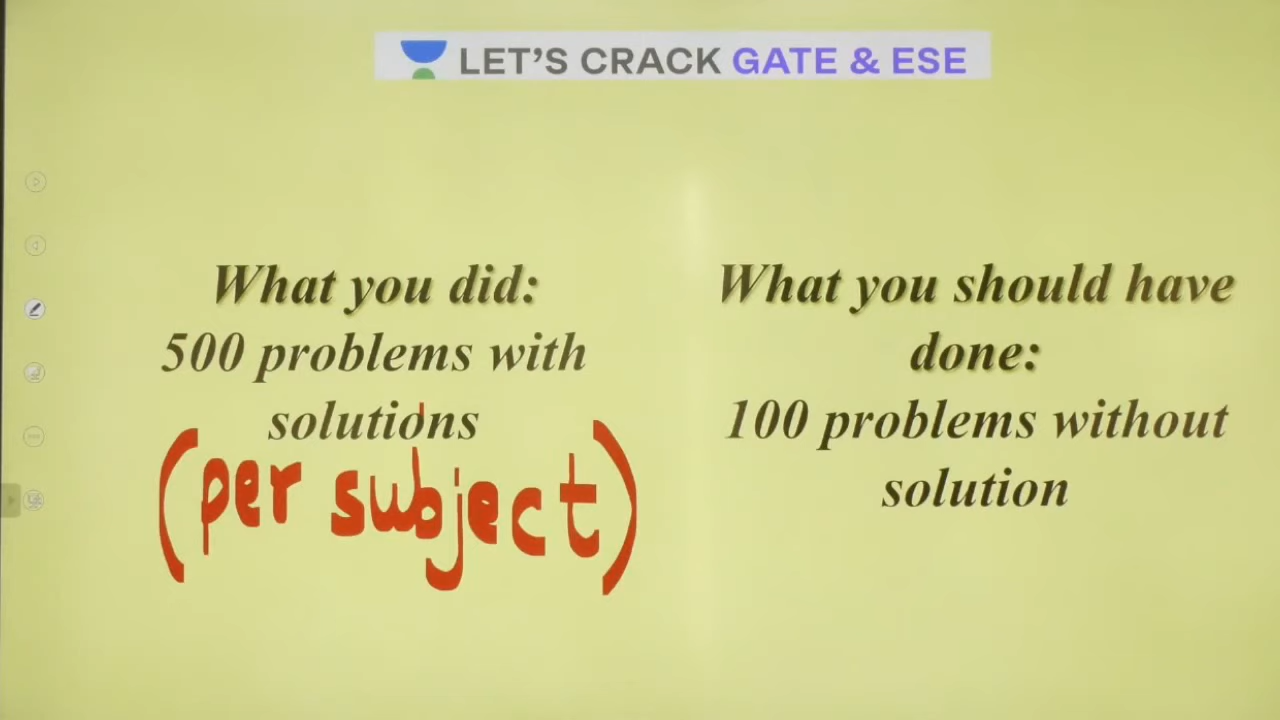 LET'S CRACK GATE & ESE
What you did:
500 problems with
solutions
(per subject)
What you should have
done:
100 problems without
solution